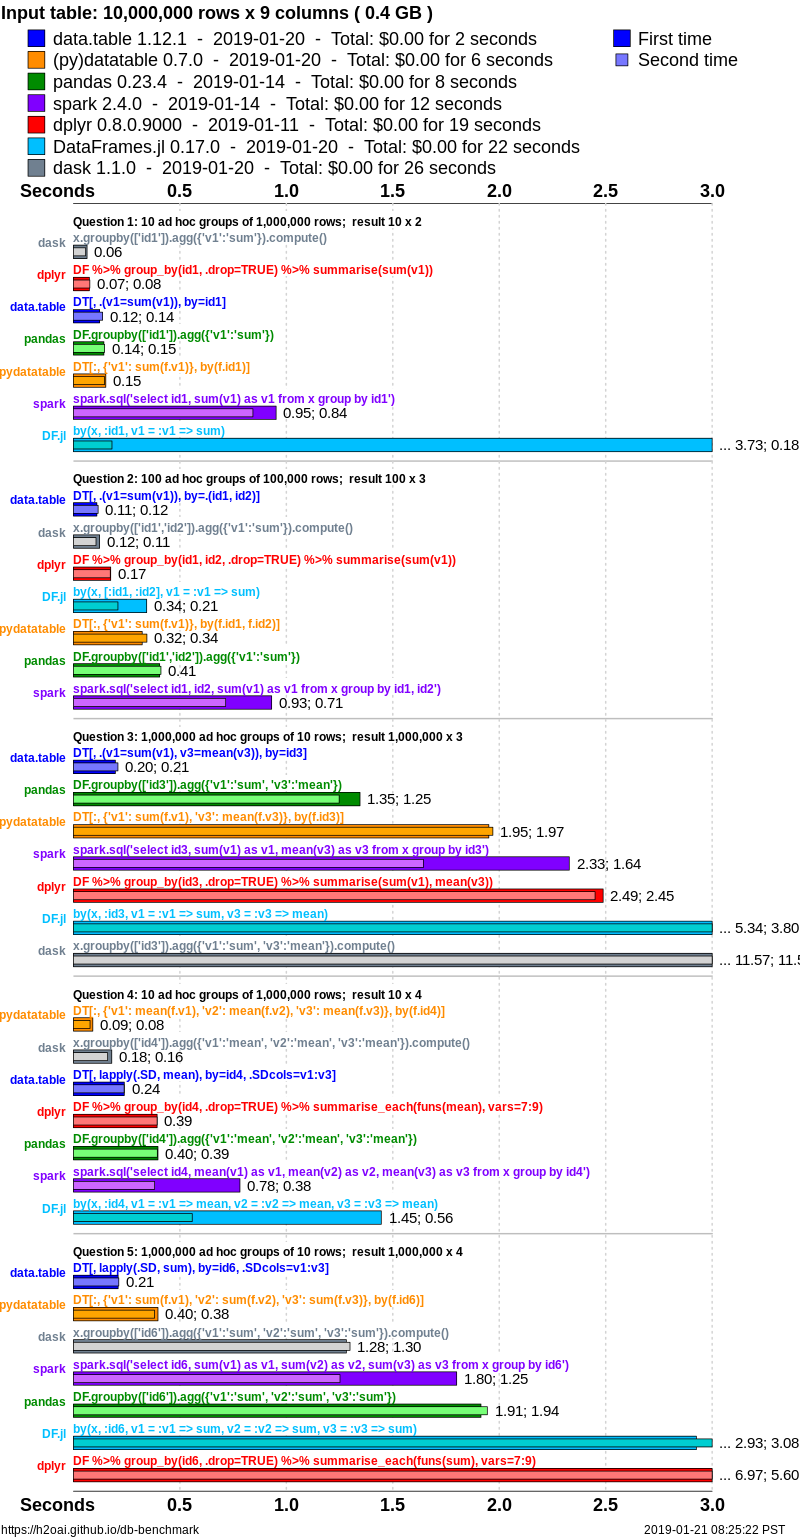 Input table: 10,000,000 rows x 9 columns ( 0.4 GB )
data.table 1.12.1 - 2019-01-20 - Total: $0.00 for 2 seconds
First time
(py)datatable 0.7.0 - 2019-01-20 - Total: $0.00 for 6 seconds
Second time
pandas 0.23.4 - 2019-01-14 - Total: $0.00 for 8 seconds
spark 2.4.0 - 2019-01-14 - Total: $0.00 for 12 seconds
dplyr 0.8.0.9000 - 2019-01-11 - Total: $0.00 for 19 seconds
DataFrames.jl 0.17.0 - 2019-01-20 - Total: $0.00 for 22 seconds
dask 1.1.0 - 2019-01-20 - Total: $0.00 for 26 seconds
Seconds 0.5 1.0 1.5 2.0 2.5 3.0
Question 1: 10 ad hoc groups of 1,000,000 rows; result 10 x 2
x.groupby(['id1']).agg({'v1':'sum'}).compute()
dask 0.06
DF %>% group_by(id1, .drop=TRUE) %>% summarise(sum(v1))
dplyr 0.07; 0.08
DT[, .(v1=sum(v1)), by=id1]
data.table 0.12; 0.14
DF.groupby(['id1']).agg({'v1':'sum'})
pandas 0.14; 0.15
DT[:, {'v1': sum(f.v1)}, by(f.id1)]
pydatatable 0.15
spark.sql('select id1, sum(v1) as v1 from x group by id1')
spark 0.95; 0.84
by(x, :id1, v1 = :v1 => sum)
DF.jl ... 3.73; 0.18
Question 2: 100 ad hoc groups of 100,000 rows; result 100 x 3
DT[, .(v1=sum(v1)), by=.(id1, id2)]
data.table 0.11; 0.12
x.groupby(['id1','id2']).agg({'v1':'sum'}).compute()
dask 0.12; 0.11
DF %>% group_by(id1, id2, .drop=TRUE) %>% summarise(sum(v1))
dplyr 0.17
by(x, [:id1, :id2], v1 = :v1 => sum)
DF.jl 0.34; 0.21
DT[:, {'v1': sum(f.v1)}, by(f.id1, f.id2)]
pydatatable 0.32; 0.34
DF.groupby(['id1','id2']).agg({'v1':'sum'})
pandas 0.41
spark.sql('select id1, id2, sum(v1) as v1 from x group by id1, id2')
spark 0.93; 0.71
Question 3: 1,000,000 ad hoc groups of 10 rows; result 1,000,000 x 3
DT[, .(v1=sum(v1), v3=mean(v3)), by=id3]
data.table 0.20; 0.21
DF.groupby(['id3']).agg({'v1':'sum', 'v3':'mean'})
pandas 1.35; 1.25
DT[:, {'v1': sum(f.v1), 'v3': mean(f.v3)}, by(f.id3)]
pydatatable 1.95; 1.97
spark.sql('select id3, sum(v1) as v1, mean(v3) as v3 from x group by id3')
spark 2.33; 1.64
DF %>% group_by(id3, .drop=TRUE) %>% summarise(sum(v1), mean(v3))
dplyr 2.49; 2.45
by(x, :id3, v1 = :v1 => sum, v3 = :v3 => mean)
DF.jl ... 5.34; 3.80
x.groupby(['id3']).agg({'v1':'sum', 'v3':'mean'}).compute()
dask ... 11.57; 11.5
Question 4: 10 ad hoc groups of 1,000,000 rows; result 10 x 4
DT[:, {'v1': mean(f.v1), 'v2': mean(f.v2), 'v3': mean(f.v3)}, by(f.id4)]
pydatatable 0.09; 0.08
x.groupby(['id4']).agg({'v1':'mean', 'v2':'mean', 'v3':'mean'}).compute()
dask 0.18; 0.16
DT[, lapply(.SD, mean), by=id4, .SDcols=v1:v3]
data.table 0.24
DF %>% group_by(id4, .drop=TRUE) %>% summarise_each(funs(mean), vars=7:9)
dplyr 0.39
DF.groupby(['id4']).agg({'v1':'mean', 'v2':'mean', 'v3':'mean'})
pandas 0.40; 0.39
spark.sql('select id4, mean(v1) as v1, mean(v2) as v2, mean(v3) as v3 from x group by id4')
spark 0.78; 0.38
by(x, :id4, v1 = :v1 => mean, v2 = :v2 => mean, v3 = :v3 => mean)
DF.jl 1.45; 0.56
Question 5: 1,000,000 ad hoc groups of 10 rows; result 1,000,000 x 4
DT[, lapply(.SD, sum), by=id6, .SDcols=v1:v3]
data.table 0.21
DT[:, {'v1': sum(f.v1), 'v2': sum(f.v2), 'v3': sum(f.v3)}, by(f.id6)]
pydatatable 0.40; 0.38
x.groupby(['id6']).agg({'v1':'sum', 'v2':'sum', 'v3':'sum'}).compute()
dask 1.28; 1.30
spark.sql('select id6, sum(v1) as v1, sum(v2) as v2, sum(v3) as v3 from x group by id6')
spark 1.80; 1.25
DF.groupby(['id6']).agg({'v1':'sum', 'v2':'sum', 'v3':'sum'})
pandas 1.91; 1.94
by(x, :id6, v1 = :v1 => sum, v2 = :v2 => sum, v3 = :v3 => sum)
DF.jl ... 2.93; 3.08
DF %>% group_by(id6, .drop=TRUE) %>% summarise_each(funs(sum), vars=7:9)
dplyr ... 6.97; 5.60
Seconds 0.5 1.0 1.5 2.0 2.5 3.0
https://h2oai.github.io/db-benchmark
2019-01-21 08:25:22 PST